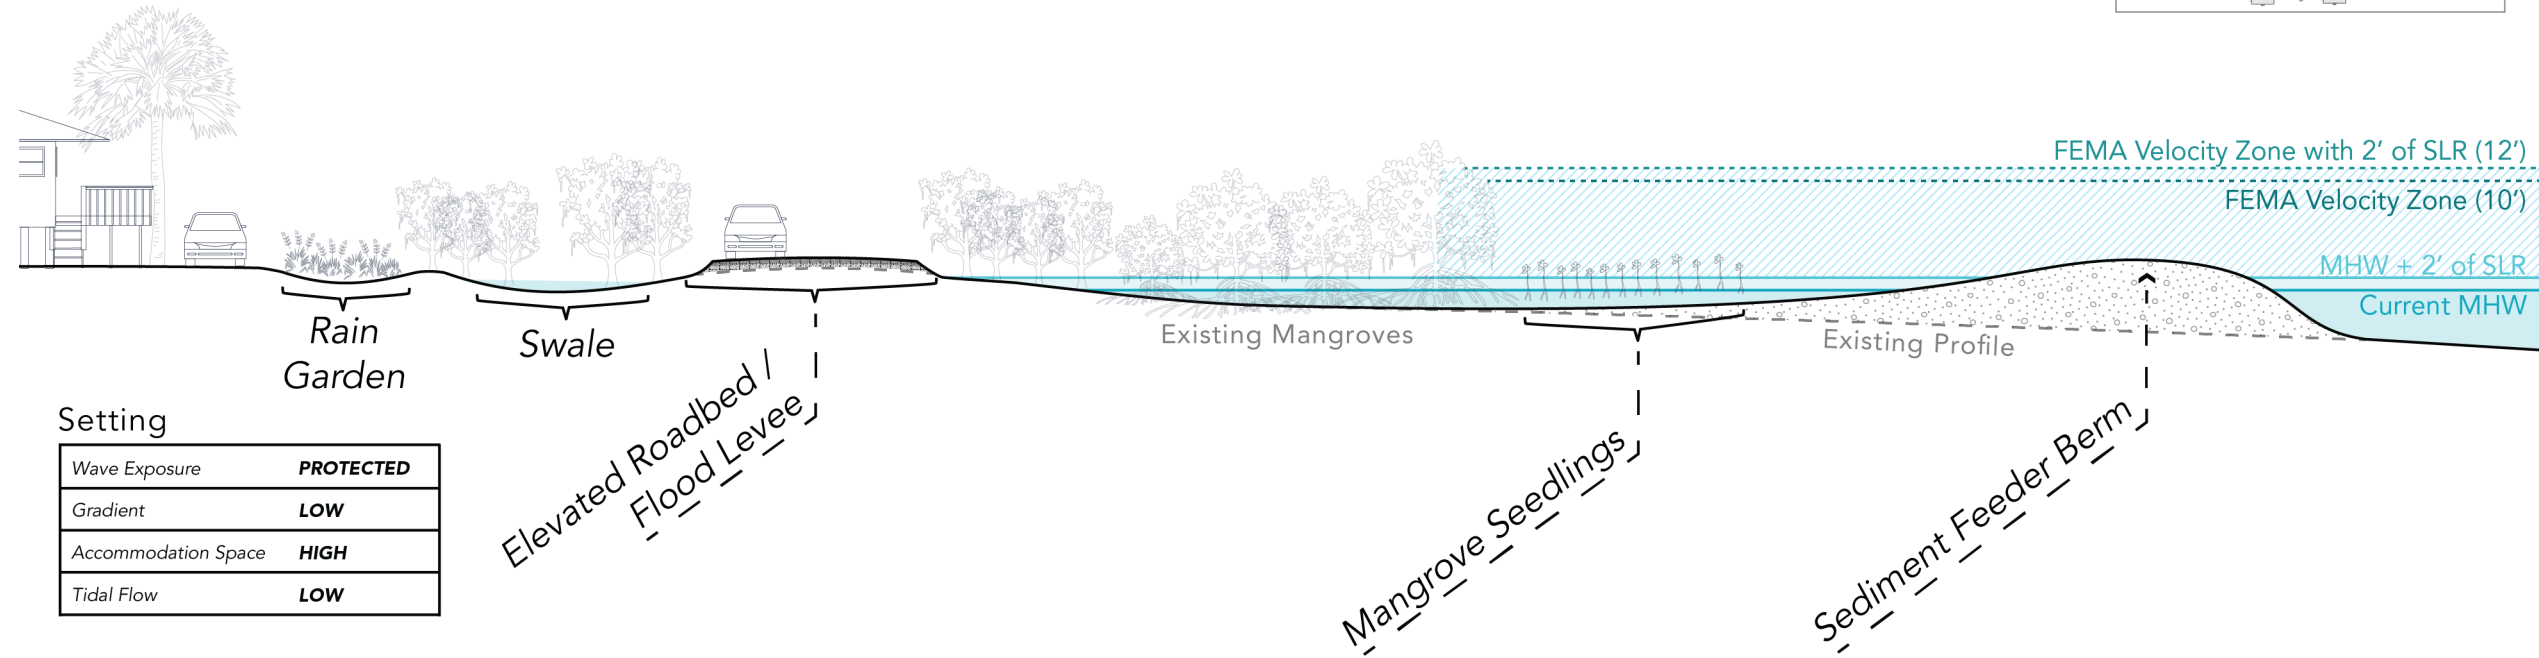 FEMA Velocity Zone with 2’ of SLR (12’)
FEMA Velocity Zone (10’)
MHW + 2’ of SLR
Current MHW
Rain
Garden
Swale
Elevated Roadbed /
Flood Levee
Existing Mangroves
Mangrove Seedlings
Existing Profile
Sediment Feeder Berm
Setting
Wave Exposure PROTECTED
Gradient LOW
Accommodation Space HIGH
Tidal Flow LOW